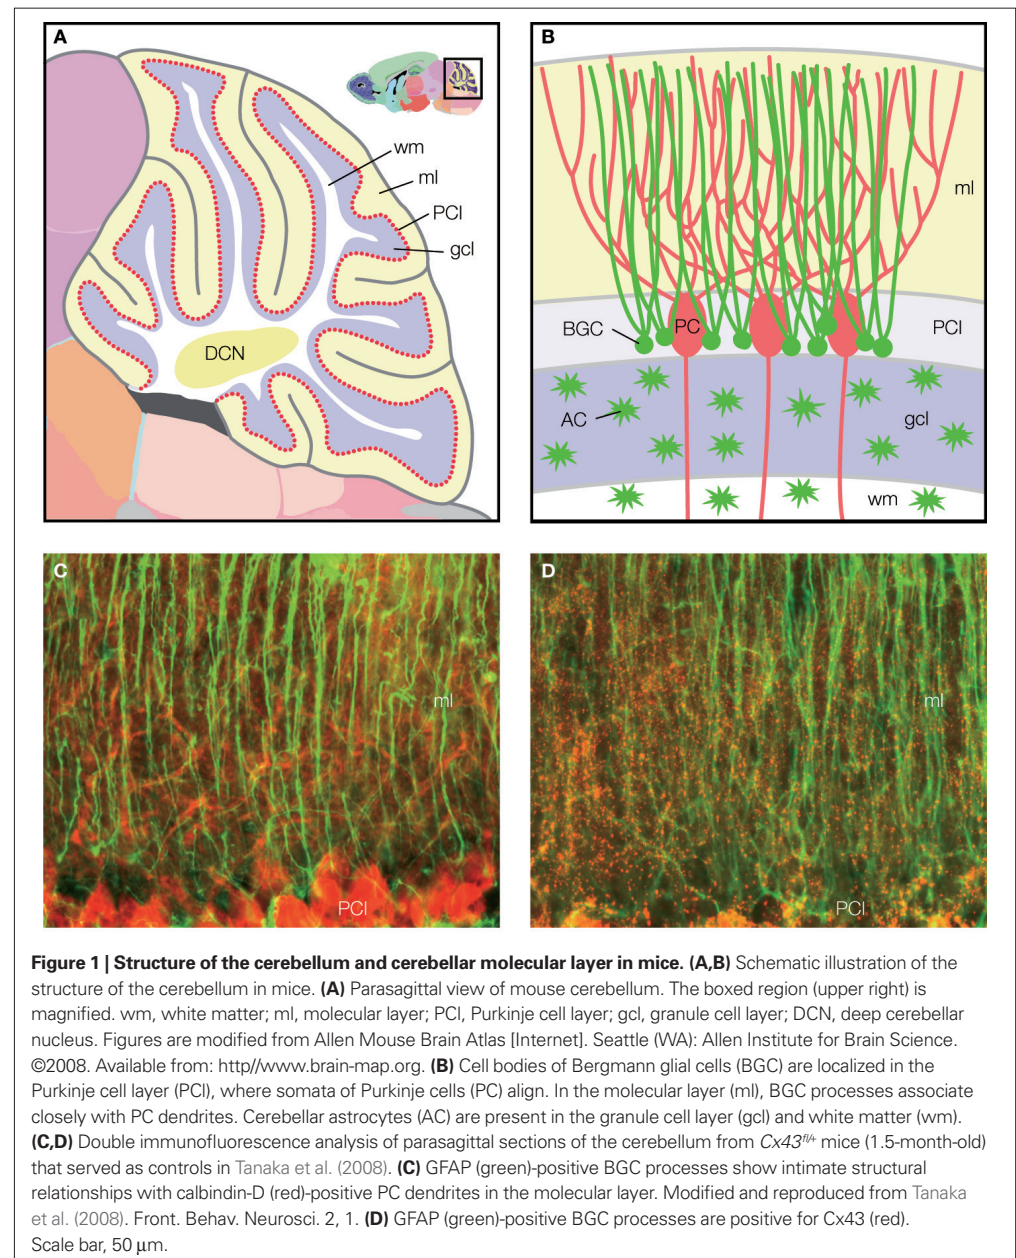 A
wm
ml
PCl
gcl
DCN
B
ml
BGC
PC
PCl
AC
gcl
wm
C
ml
PCl
D
ml
PCl
Figure 1 | Structure of the cerebellum and cerebellar molecular layer in mice. (A,B) Schematic illustration of the
structure of the cerebellum in mice. (A) Parasagittal view of mouse cerebellum. The boxed region (upper right) is
magnified. wm, white matter; ml, molecular layer; PCl, Purkinje cell layer; gcl, granule cell layer; DCN, deep cerebellar
nucleus. Figures are modified from Allen Mouse Brain Atlas [Internet]. Seattle (WA): Allen Institute for Brain Science.
©2008. Available from: http//www.brain-map.org. (B) Cell bodies of Bergmann glial cells (BGC) are localized in the
Purkinje cell layer (PCl), where somata of Purkinje cells (PC) align. In the molecular layer (ml), BGC processes associate
closely with PC dendrites. Cerebellar astrocytes (AC) are present in the granule cell layer (gcl) and white matter (wm).
(C,D) Double immunofluorescence analysis of parasagittal sections of the cerebellum from Cx43fl/+ mice (1.5-month-old)
that served as controls in Tanaka et al. (2008). (C) GFAP (green)-positive BGC processes show intimate structural
relationships with calbindin-D (red)-positive PC dendrites in the molecular layer. Modified and reproduced from Tanaka
et al. (2008). Front. Behav. Neurosci. 2, 1. (D) GFAP (green)-positive BGC processes are positive for Cx43 (red).
Scale bar, 50 μm.